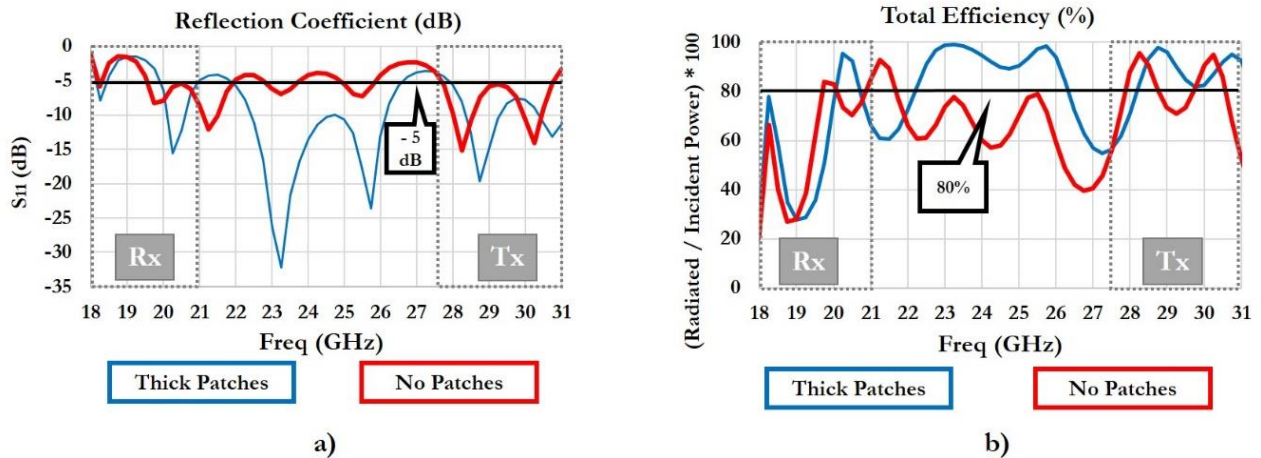 Reflection Coefficient (dB)
S11 (dB)
0
-5
-10
-15
-20
-25
-30
-35
- 5
dB
Rx
Tx
18 19 20 21 22 23 24 25 26 27 28 29 30 31
Freq (GHz)
Thick Patches
No Patches
a)
Total Efficiency (%)
(Radiated / Incident Power) * 100
100
80
60
40
20
0
80%
Rx
Tx
18 19 20 21 22 23 24 25 26 27 28 29 30 31
Freq (GHz)
Thick Patches
No Patches
b)